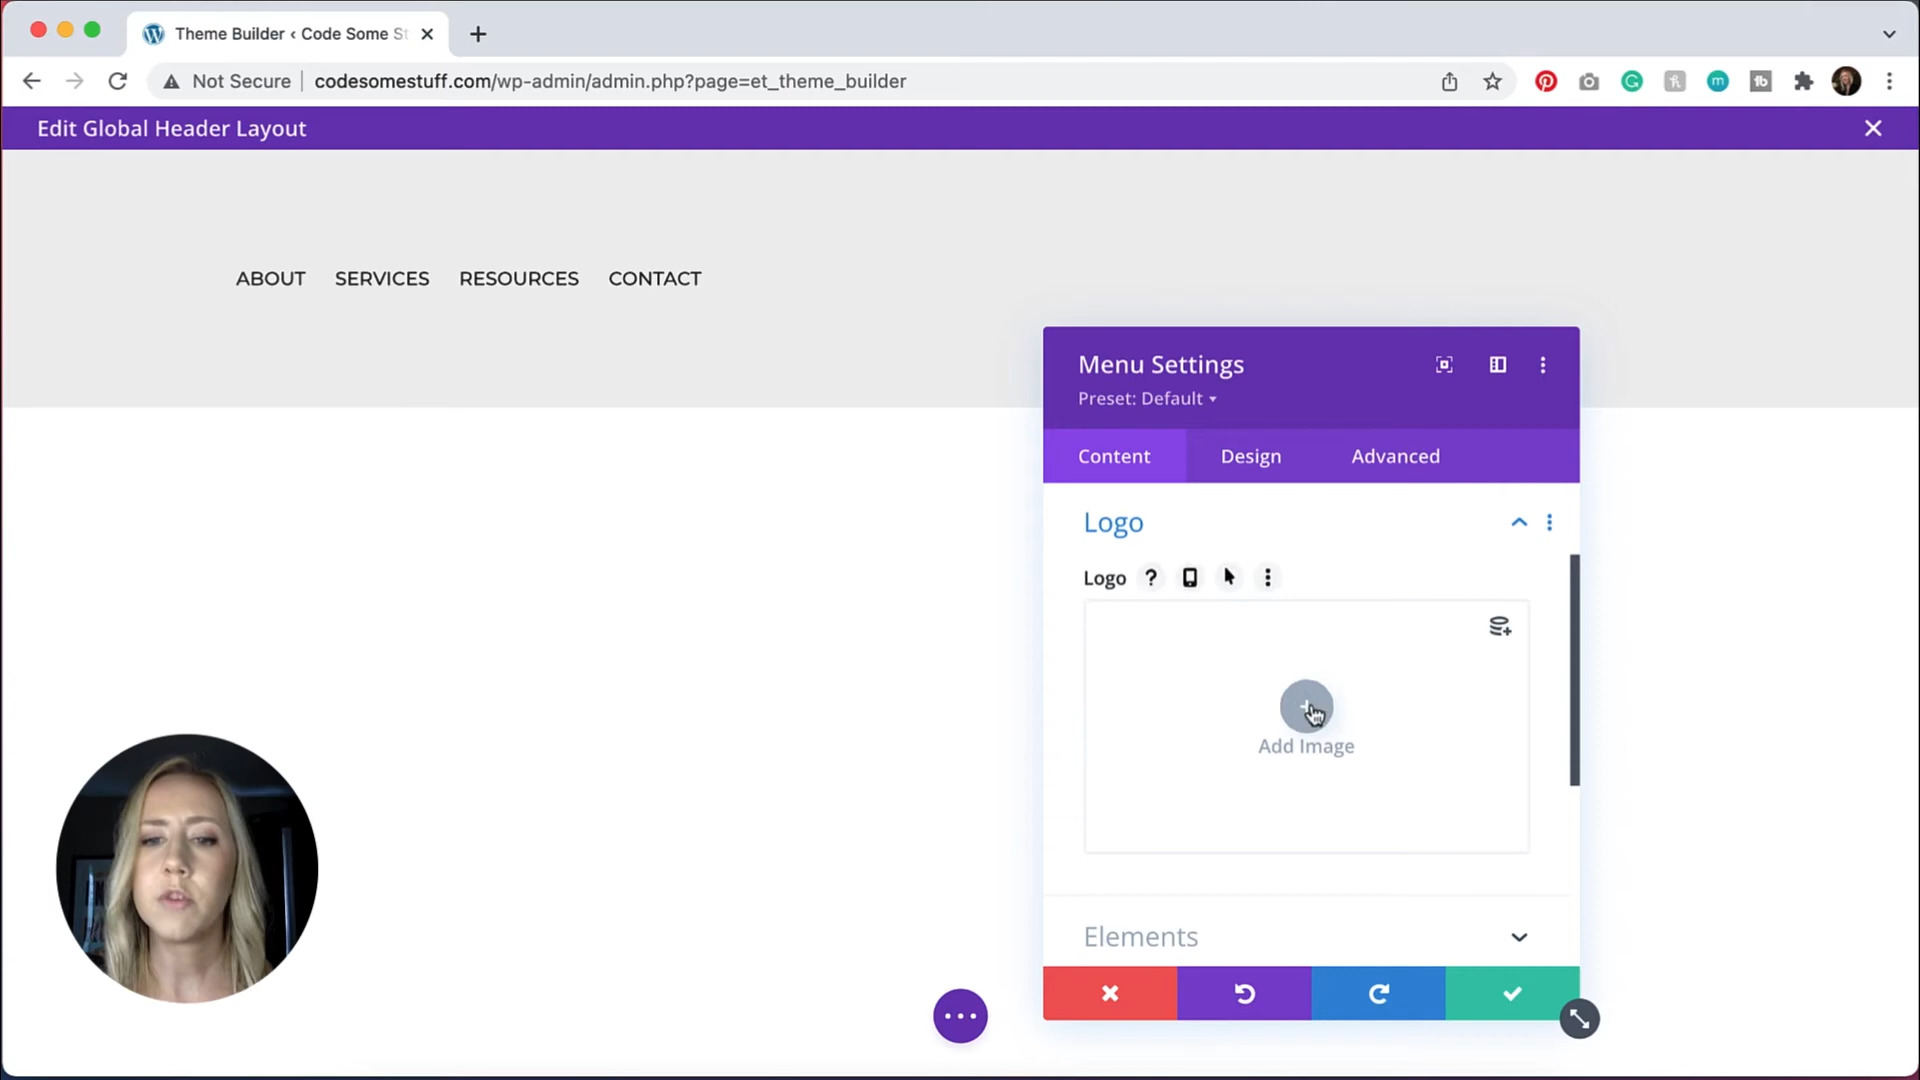 Theme Builder ‹ Code Some St
Not Secure
codesomestuff.com/wp-admin/admin.php?page=et_theme_builder
Edit Global Header Layout
ABOUT SERVICES RESOURCES CONTACT
Menu Settings
Preset: Default
Content Design Advanced
Logo
Logo
Add Image
Elements